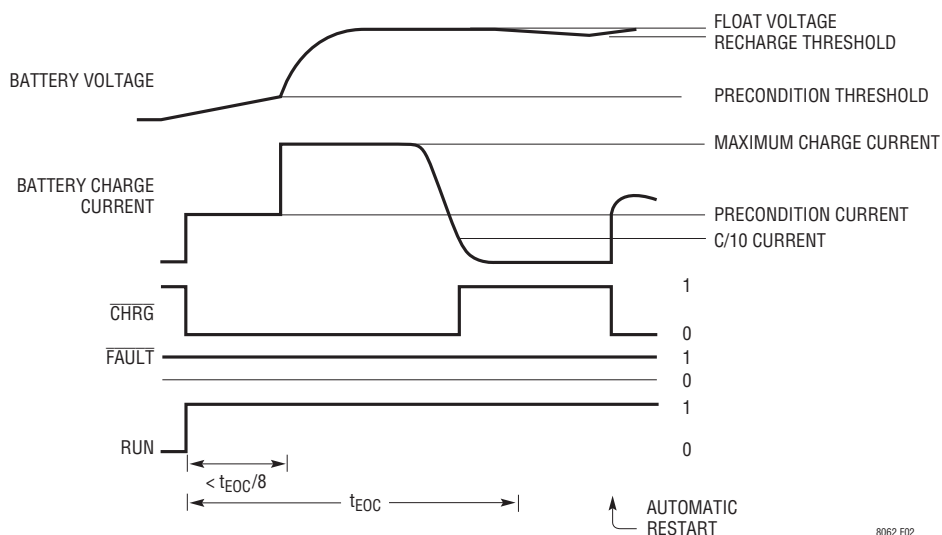 FLOAT VOLTAGE
RECHARGE THRESHOLD
BATTERY VOLTAGE
PRECONDITION THRESHOLD
MAXIMUM CHARGE CURRENT
BATTERY CHARGE
CURRENT
PRECONDITION CURRENT
C/10 CURRENT
1
CHRG
0
FAULT
1
0
1
RUN
0
< tEOC/8
tEOC
AUTOMATIC
RESTART
8062 F02